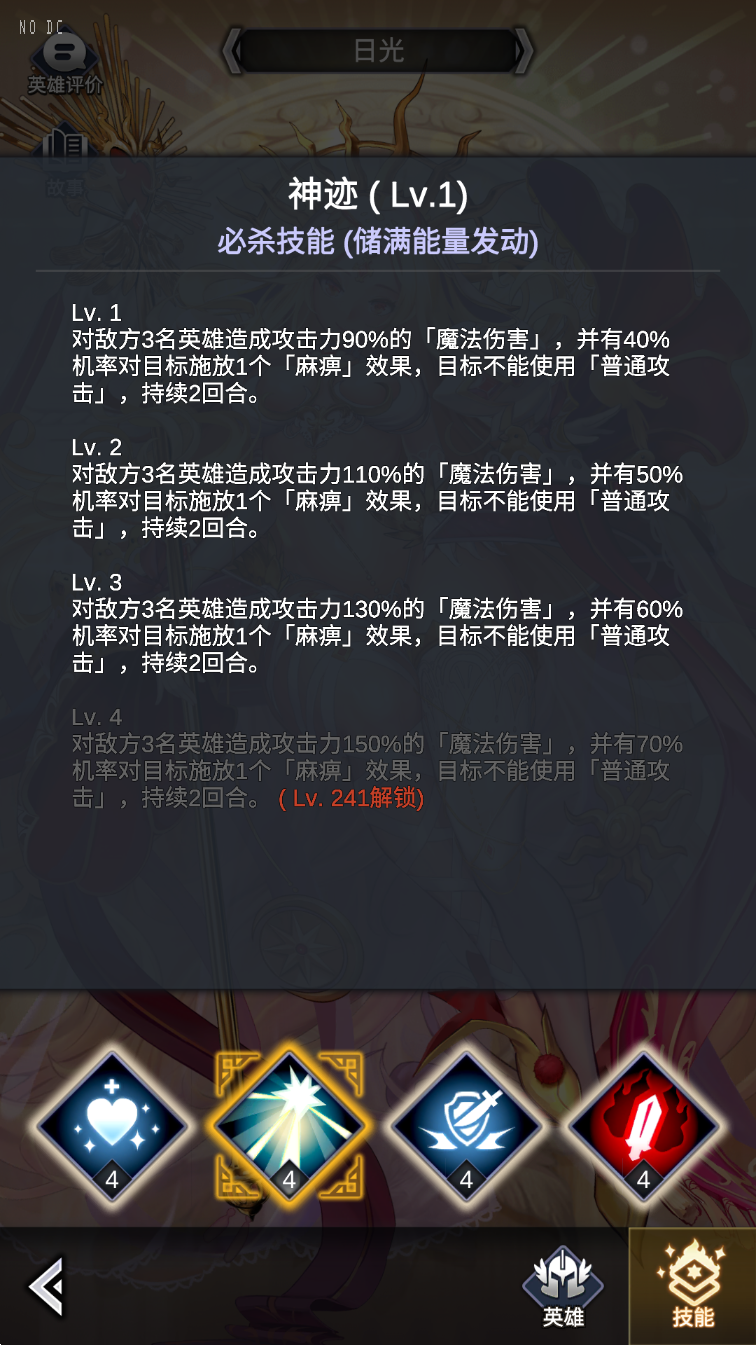 NO DC
日光
英雄评价
故事
神迹 ( Lv.1)
必杀技能 (储满能量发动)
Lv. 1
对敌方3名英雄造成攻击力90%的「魔法伤害」，并有40%
机率对目标施放1个「麻痹」效果，目标不能使用「普通攻
击」，持续2回合。
Lv. 2
对敌方3名英雄造成攻击力110%的「魔法伤害」，并有50%
机率对目标施放1个「麻痹」效果，目标不能使用「普通攻
击」，持续2回合。
Lv. 3
对敌方3名英雄造成攻击力130%的「魔法伤害」，并有60%
机率对目标施放1个「麻痹」效果，目标不能使用「普通攻
击」，持续2回合。
Lv. 4
对敌方3名英雄造成攻击力150%的「魔法伤害」，并有70%
机率对目标施放1个「麻痹」效果，目标不能使用「普通攻
击」，持续2回合。 ( Lv. 241解锁)
4 4 4 4
英雄 技能